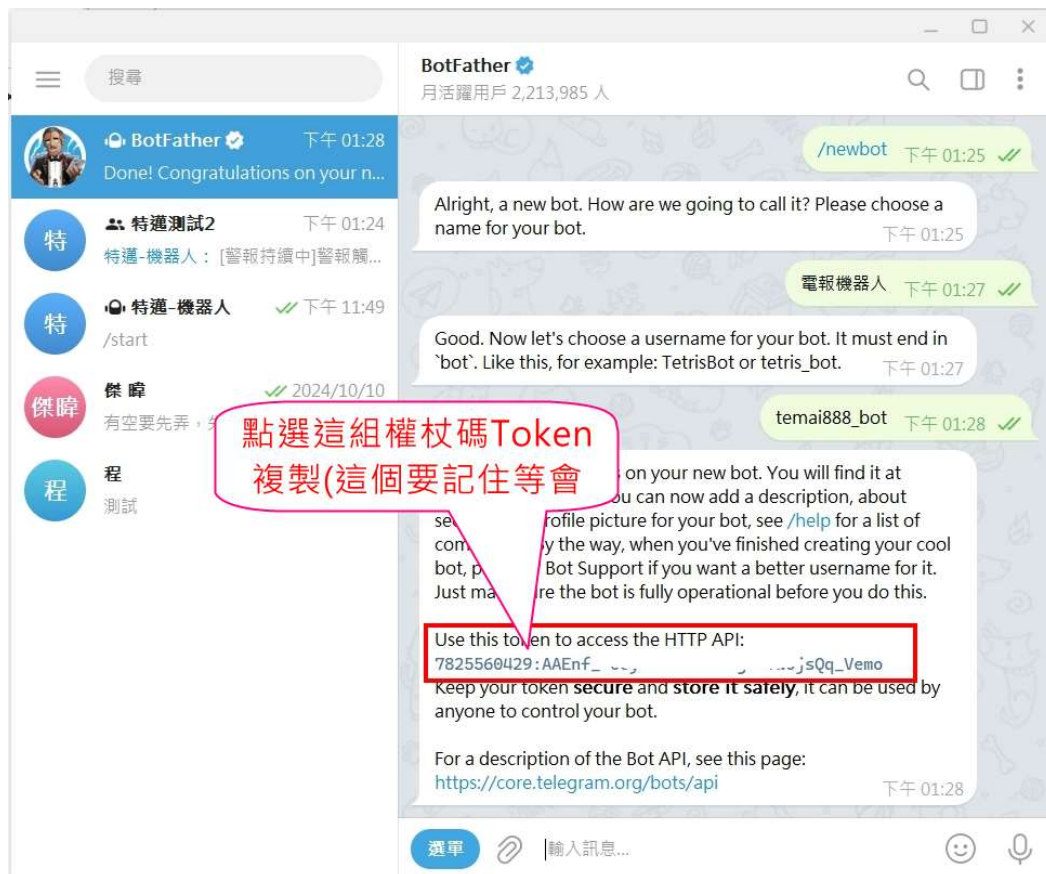 搜尋
BotFather
下午 01:28
Done! Congratulations on your n...
特
特邁測試2
下午 01:24
特邁-機器人： [警報持續中]警報觸...
特
特邁-機器人
下午 11:49
/start
傑暐
傑 暐
2024/10/10
有空要先弄，
程
程
測試
BotFather
月活躍用戶 2,213,985 人
/newbot
下午 01:25
Alright, a new bot. How are we going to call it? Please choose a
name for your bot.
下午 01:25
電報機器人
下午 01:27
Good. Now let's choose a username for your bot. It must end in
`bot`. Like this, for example: TetrisBot or tetris_bot.
下午 01:27
temai888_bot
下午 01:28
點選這組權杖碼Token
複製(這個要記住等會
on your new bot. You will find it at
can now add a description, about
profile picture for your bot, see /help for a list of
by the way, when you've finished creating your cool
bot, Bot Support if you want a better username for it.
Just the bot is fully operational before you do this.
Use this token to access the HTTP API:
7825560429:AAEnf_ jsQq_Vemo
Keep your token secure and store it safely, it can be used by
anyone to control your bot.
For a description of the Bot API, see this page:
https://core.telegram.org/bots/api
下午 01:28
選單
輸入訊息...